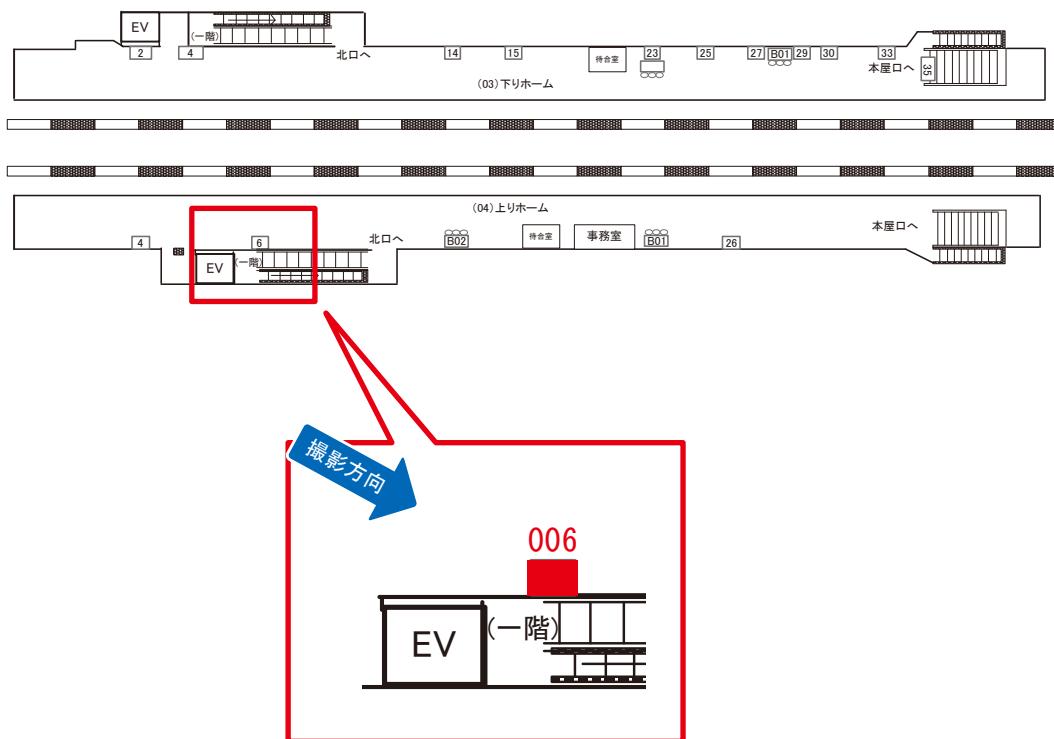 EV
(一階)
2
4
北口へ
14
15
待合室
23
25
27
B01
29
30
33
本屋口へ
35
(03)下りホーム
(04)上りホーム
4
6
北口へ
B02
待合室
事務室
B01
26
本屋口へ
EV
(一階)
撮影方向
006
EV
(一階)